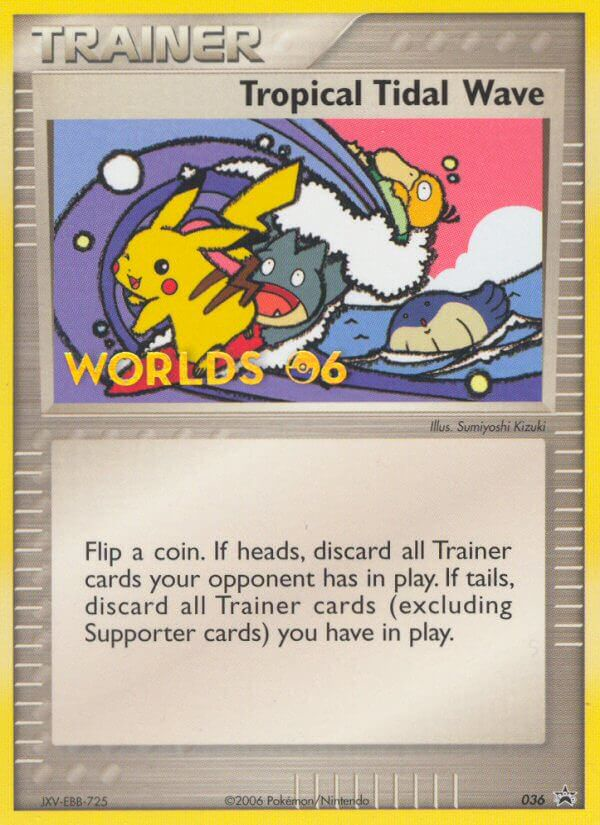 TRAINER
Tropical Tidal Wave
WORLDS 06
Illus. Sumiyoshi Kizuki
Flip a coin. If heads, discard all Trainer
cards your opponent has in play. If tails,
discard all Trainer cards (excluding
Supporter cards) you have in play.
JXV-EBB-725
©2006 Pokémon/Nintendo
036